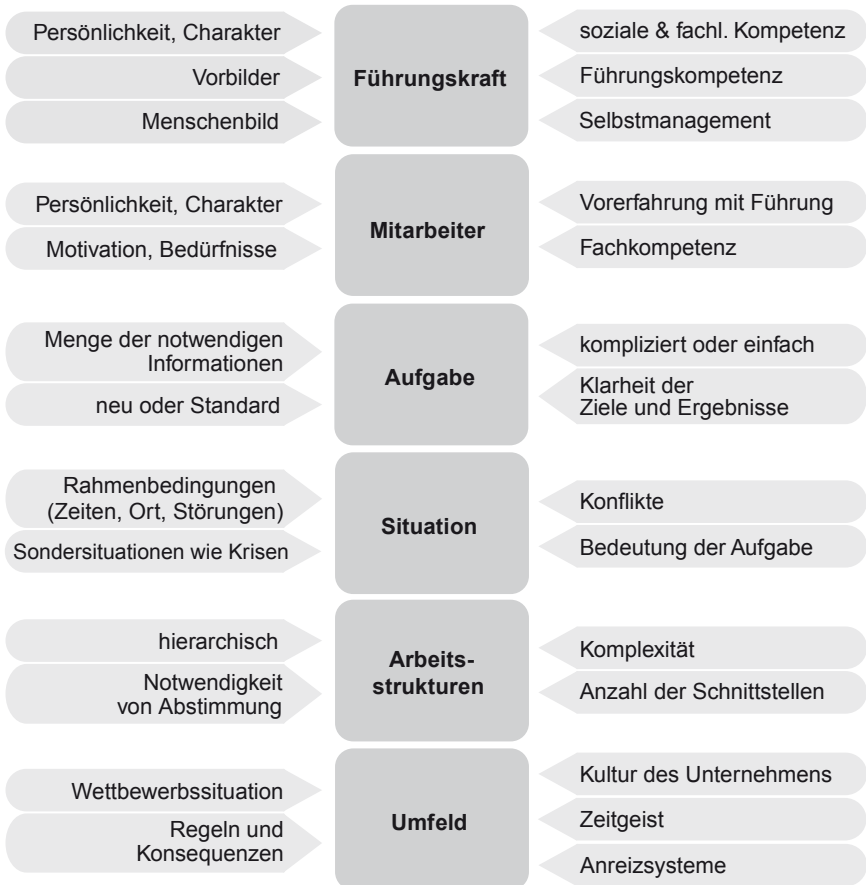 Persönlichkeit, Charakter
Vorbilder
Menschenbild
Führungskraft
soziale & fachl. Kompetenz
Führungskompetenz
Selbstmanagement
Persönlichkeit, Charakter
Motivation, Bedürfnisse
Mitarbeiter
Vorerfahrung mit Führung
Fachkompetenz
Menge der notwendigen
Informationen
neu oder Standard
Aufgabe
kompliziert oder einfach
Klarheit der
Ziele und Ergebnisse
Rahmenbedingungen
(Zeiten, Ort, Störungen)
Sondersituationen wie Krisen
Situation
Konflikte
Bedeutung der Aufgabe
hierarchisch
Notwendigkeit
von Abstimmung
Arbeits-
strukturen
Komplexität
Anzahl der Schnittstellen
Wettbewerbssituation
Regeln und
Konsequenzen
Umfeld
Kultur des Unternehmens
Zeitgeist
Anreizsysteme